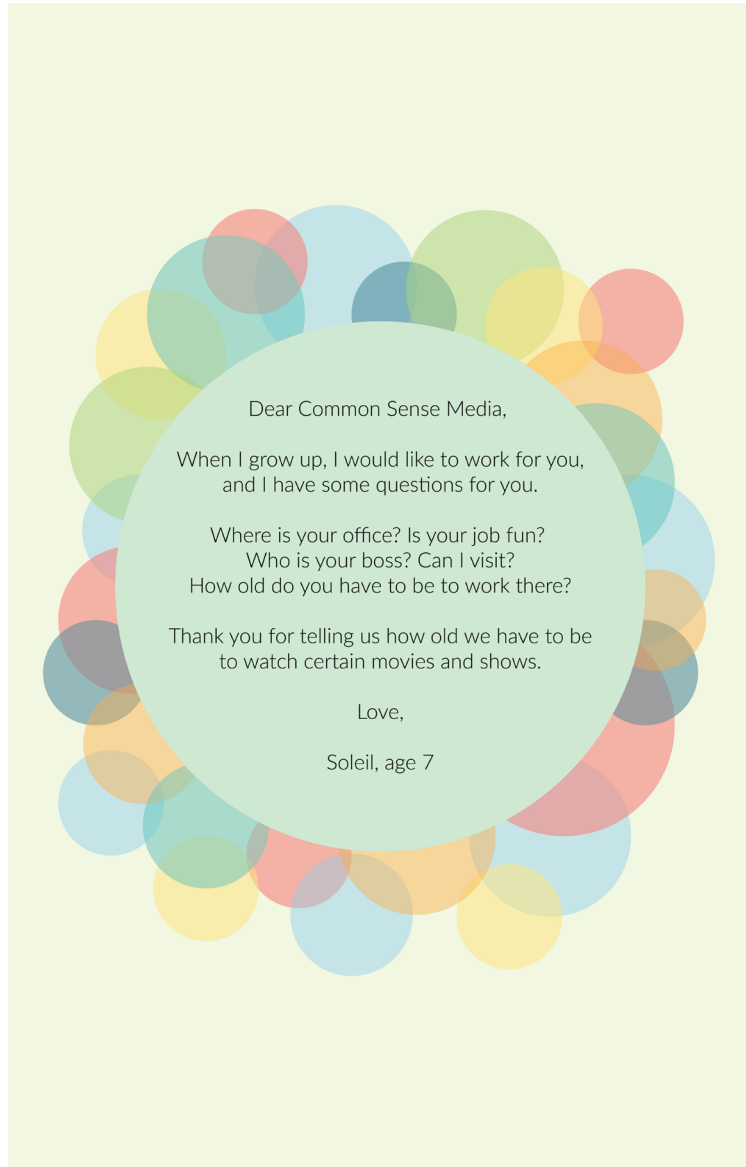 Dear Common Sense Media,
When I grow up, I would like to work for you,
and I have some questions for you.
Where is your office? Is your job fun?
Who is your boss? Can I visit?
How old do you have to be to work there?
Thank you for telling us how old we have to be
to watch certain movies and shows.
Love,
Soleil, age 7